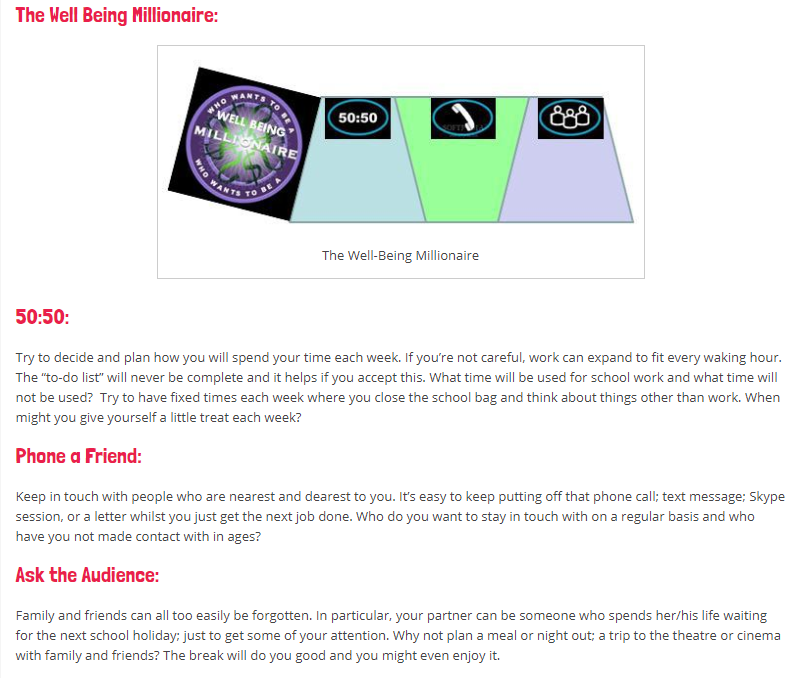 The Well Being Millionaire:
WHO WANTS TO BE A
WELL BEING
MILLIONAIRE
WHO WANTS TO BE A
50:50
The Well-Being Millionaire
50:50:
Try to decide and plan how you will spend your time each week. If you’re not careful, work can expand to fit every waking hour.
The “to-do list” will never be complete and it helps if you accept this. What time will be used for school work and what time will
not be used?  Try to have fixed times each week where you close the school bag and think about things other than work. When
might you give yourself a little treat each week?
Phone a Friend:
Keep in touch with people who are nearest and dearest to you. It’s easy to keep putting off that phone call; text message; Skype
session, or a letter whilst you just get the next job done. Who do you want to stay in touch with on a regular basis and who
have you not made contact with in ages?
Ask the Audience:
Family and friends can all too easily be forgotten. In particular, your partner can be someone who spends her/his life waiting
for the next school holiday; just to get some of your attention. Why not plan a meal or night out; a trip to the theatre or cinema
with family and friends? The break will do you good and you might even enjoy it.